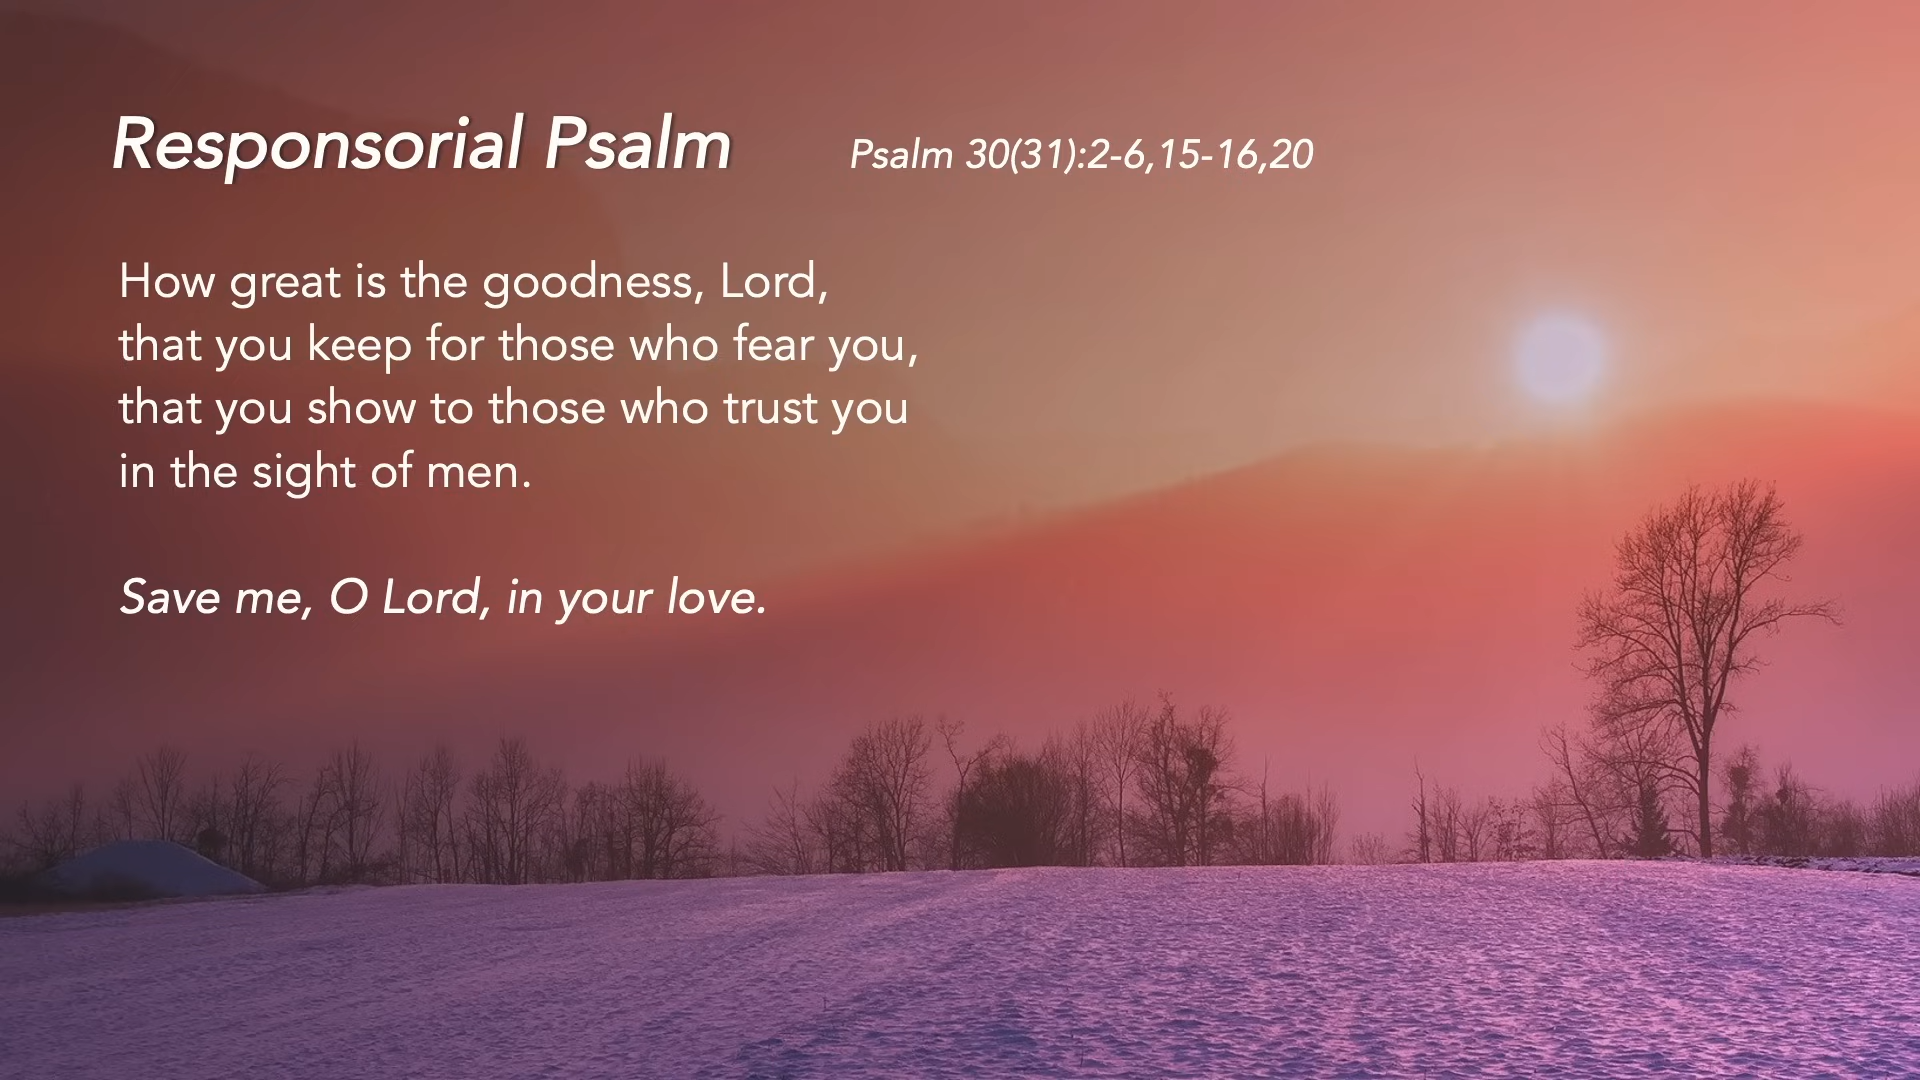 Responsorial Psalm
Psalm 30(31):2-6,15-16,20
How great is the goodness, Lord,
that you keep for those who fear you,
that you show to those who trust you
in the sight of men.
Save me, O Lord, in your love.